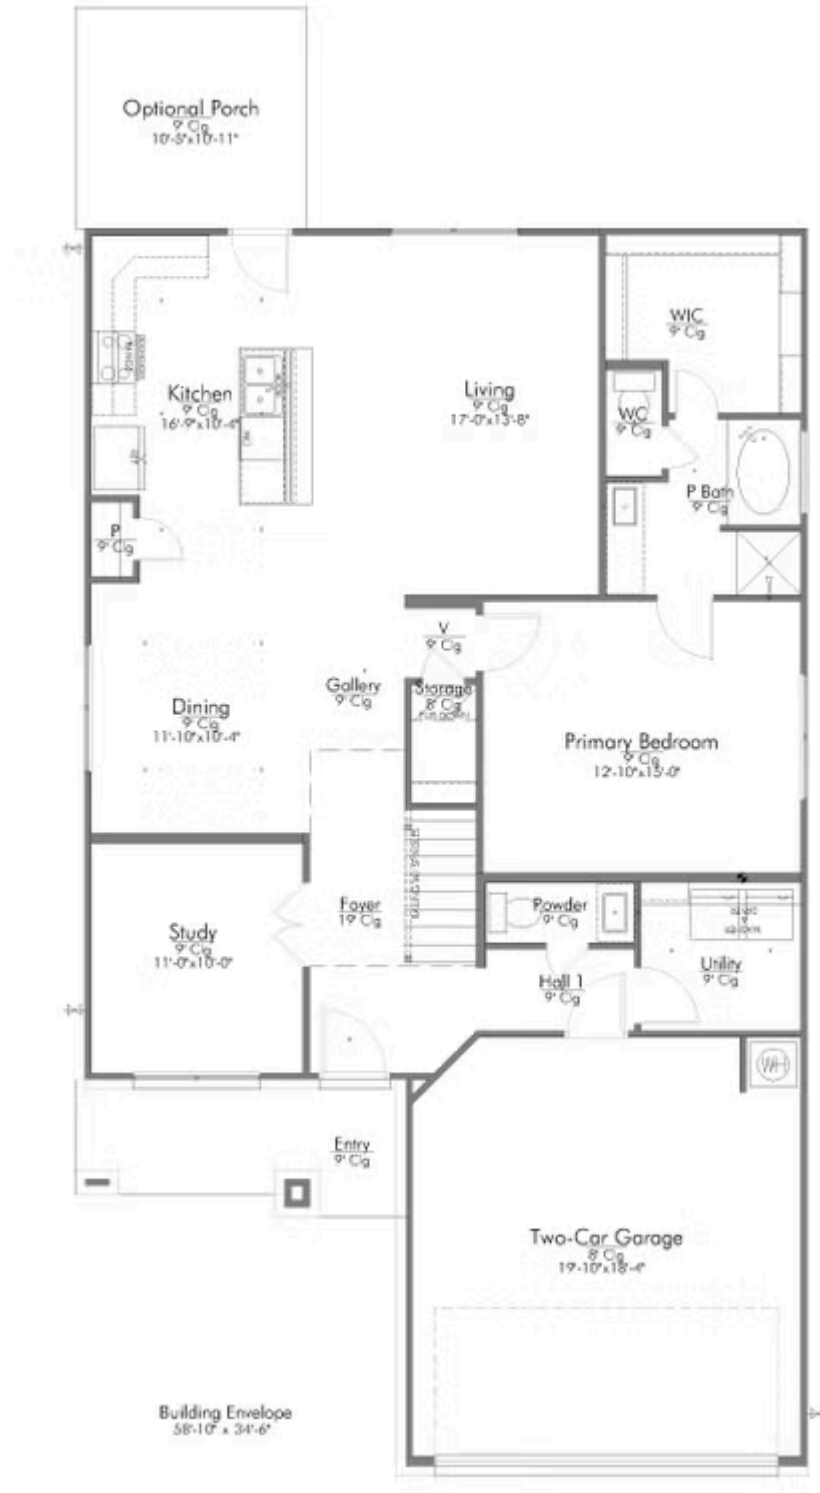 Optional Porch
9' Clg
10'-5"x10'-11"
WIC
9' Clg
Kitchen
9' Clg
16'-9"x10'-4"
Living
9' Clg
17'-0"x13'-8"
WC
9' Clg
P Bath
9' Clg
P
9' Clg
V
9' Clg
Gallery
9' Clg
Storage
8' Clg
Dining
9' Clg
11'-10"x10'-4"
Primary Bedroom
9' Clg
12'-10"x15'-0"
Study
9' Clg
11'-0"x10'-0"
Foyer
19' Clg
Powder
9' Clg
Utility
9' Clg
Hall 1
9' Clg
WH
Entry
9' Clg
Two-Car Garage
8' Clg
19'-10"x18'-4"
Building Envelope
58'-10" x 34'-6"